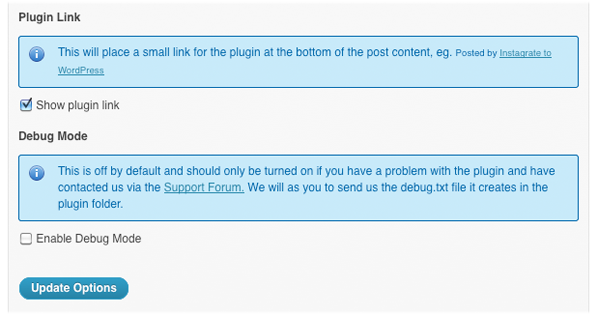 Plugin Link
This will place a small link for the plugin at the bottom of the post content, eg. Posted by Instagrate to
WordPress
Show plugin link
Debug Mode
This is off by default and should only be turned on if you have a problem with the plugin and have
contacted us via the Support Forum. We will as you to send us the debug.txt file it creates in the
plugin folder.
Enable Debug Mode
Update Options